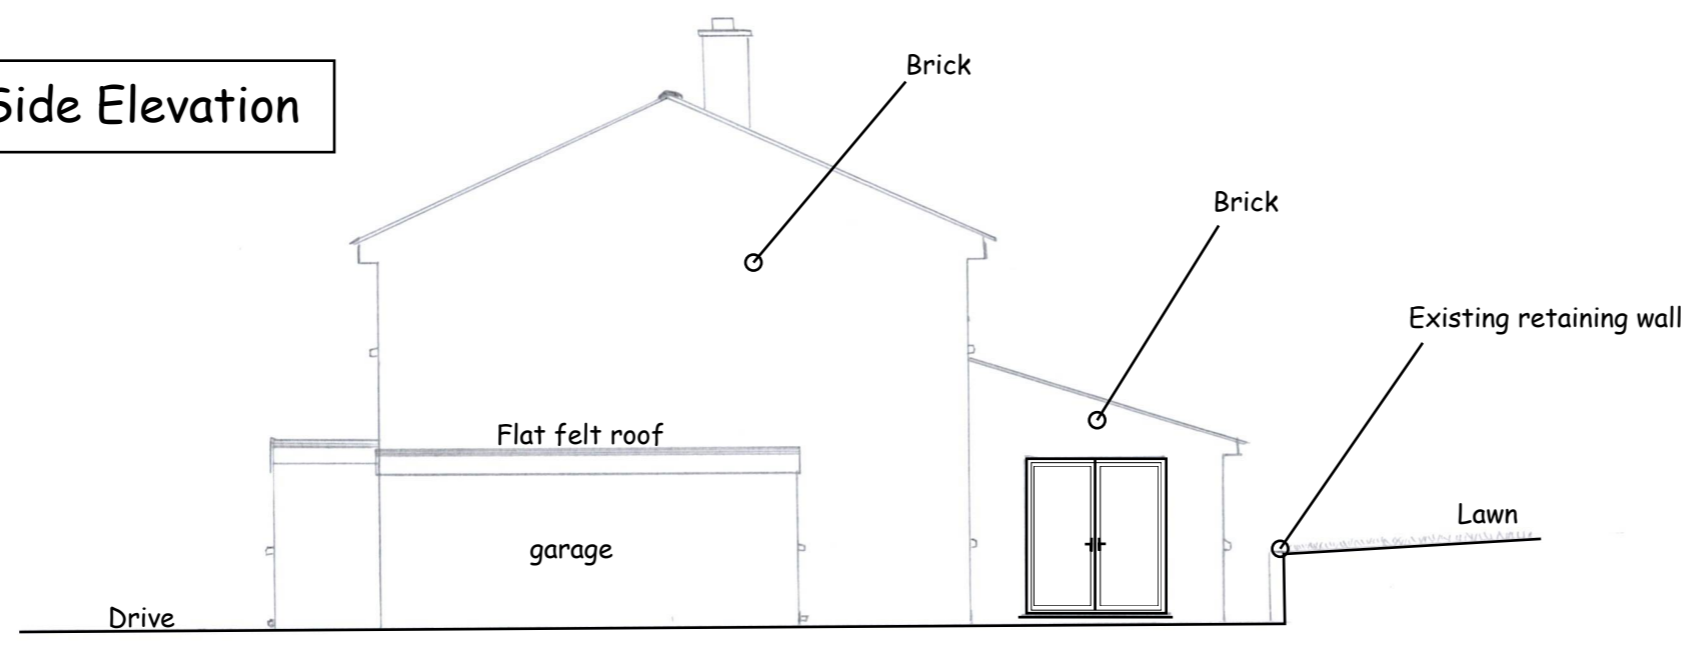 Side Elevation
Brick
Brick
Existing retaining wall
Flat felt roof
Lawn
garage
Drive